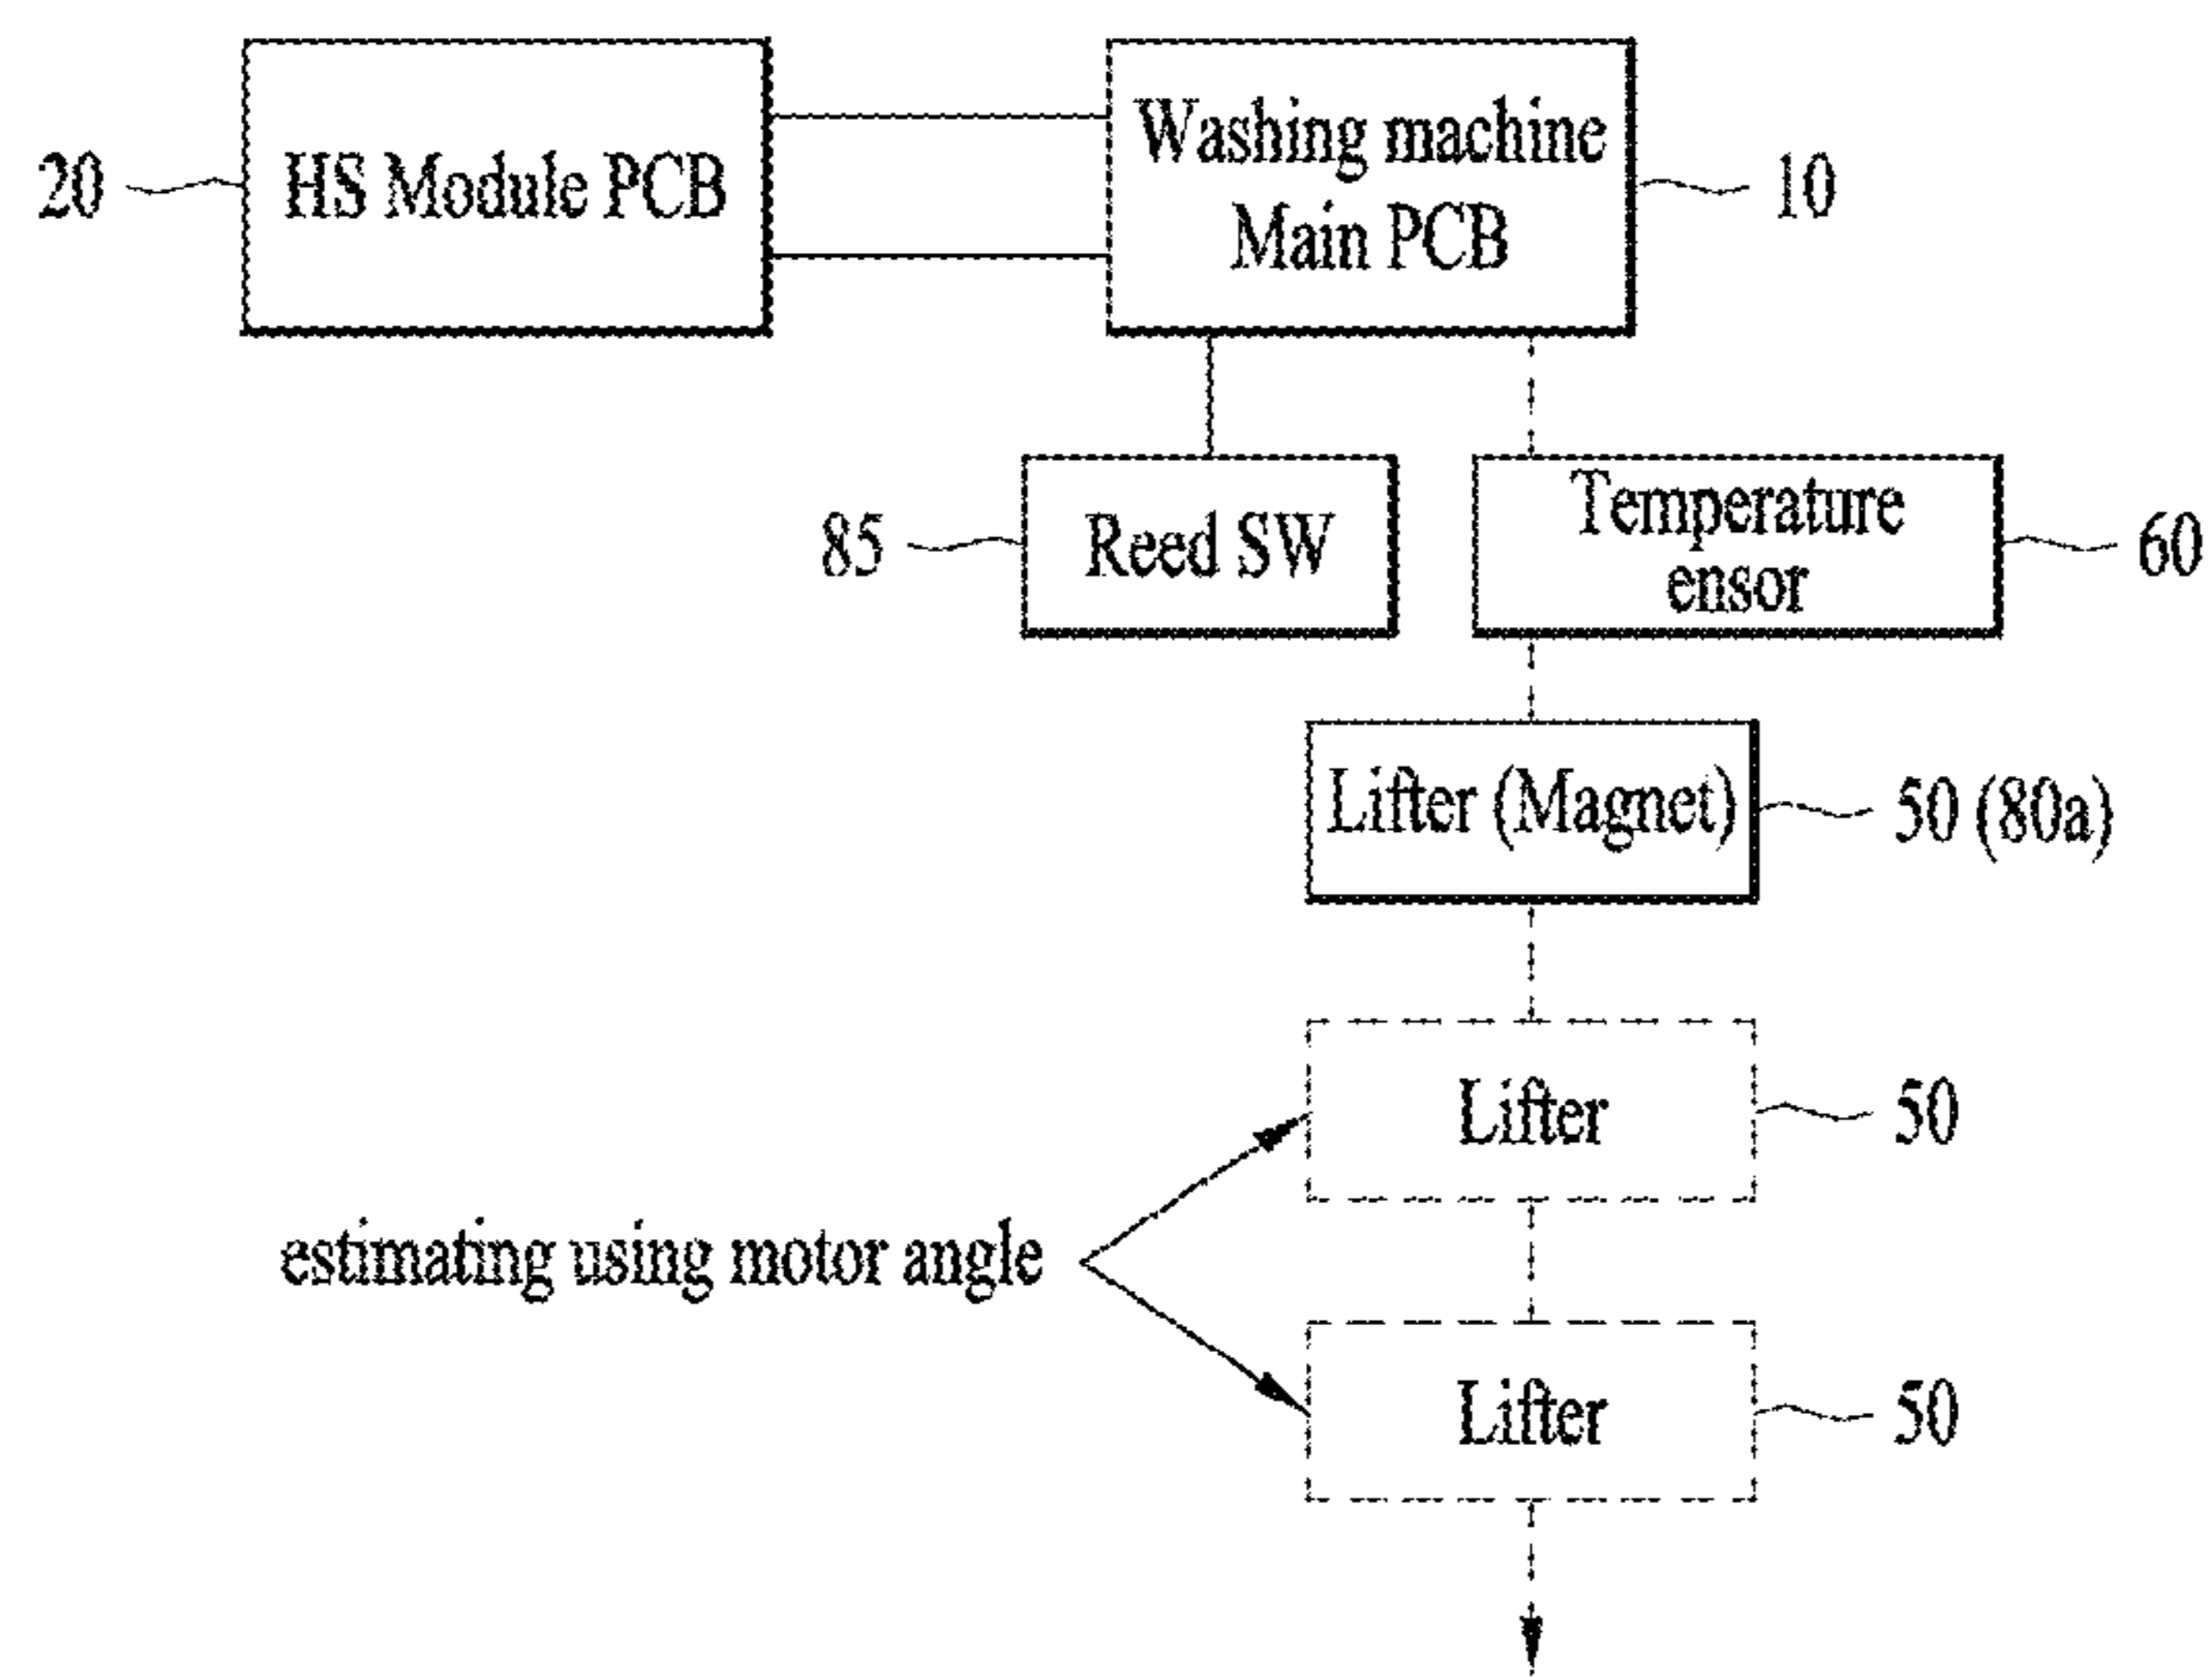 20
HS Module PCB
Washing machine
Main PCB
10
85
Reed SW
Temperature
ensor
60
Lifter (Magnet)
50 (80a)
Lifter
50
estimating using motor angle
Lifter
50